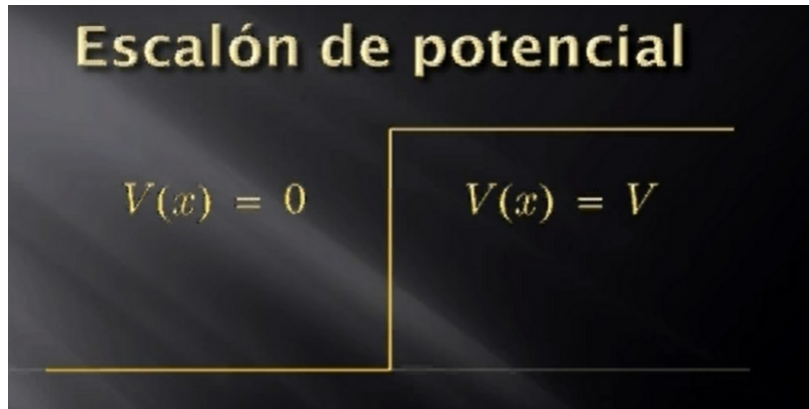 Escalón de potencial
V(x) = 0
V(x) = V